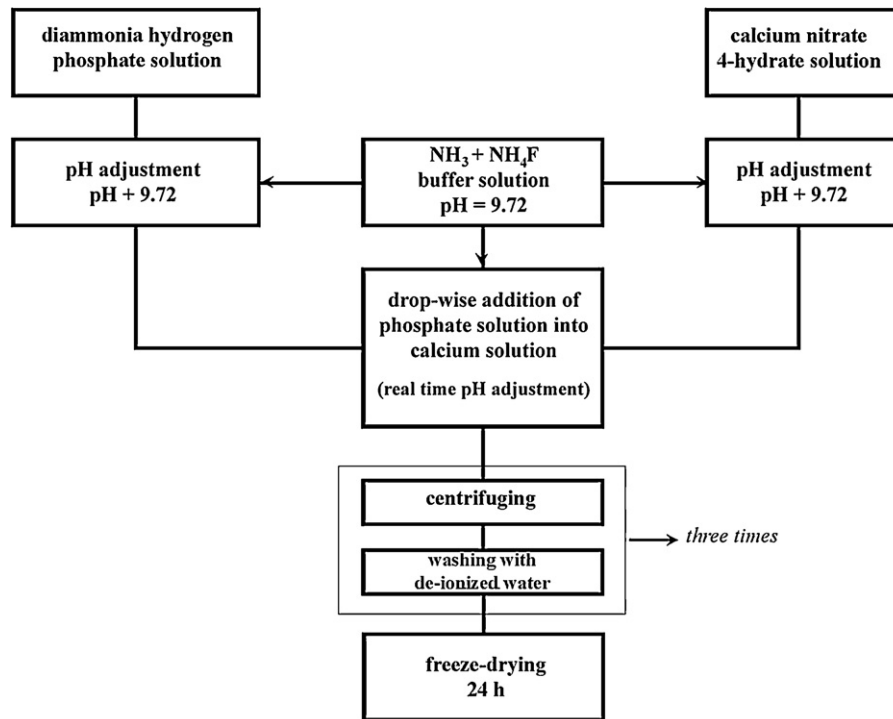 diammonia hydrogen
phosphate solution
calcium nitrate
4-hydrate solution
pH adjustment
pH + 9.72
NH₃ + NH₄F
buffer solution
pH = 9.72
pH adjustment
pH + 9.72
drop-wise addition of
phosphate solution into
calcium solution
(real time pH adjustment)
centrifuging
washing with
de-ionized water
three times
freeze-drying
24 h